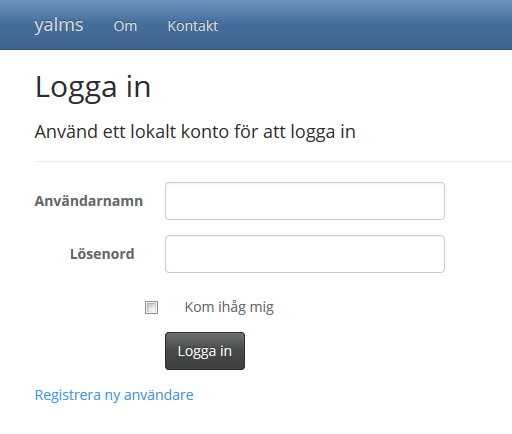 yalms Om Kontakt
Logga in
Använd ett lokalt konto för att logga in
Användarnamn
Lösenord
Kom ihåg mig
Logga in
Registrera ny användare